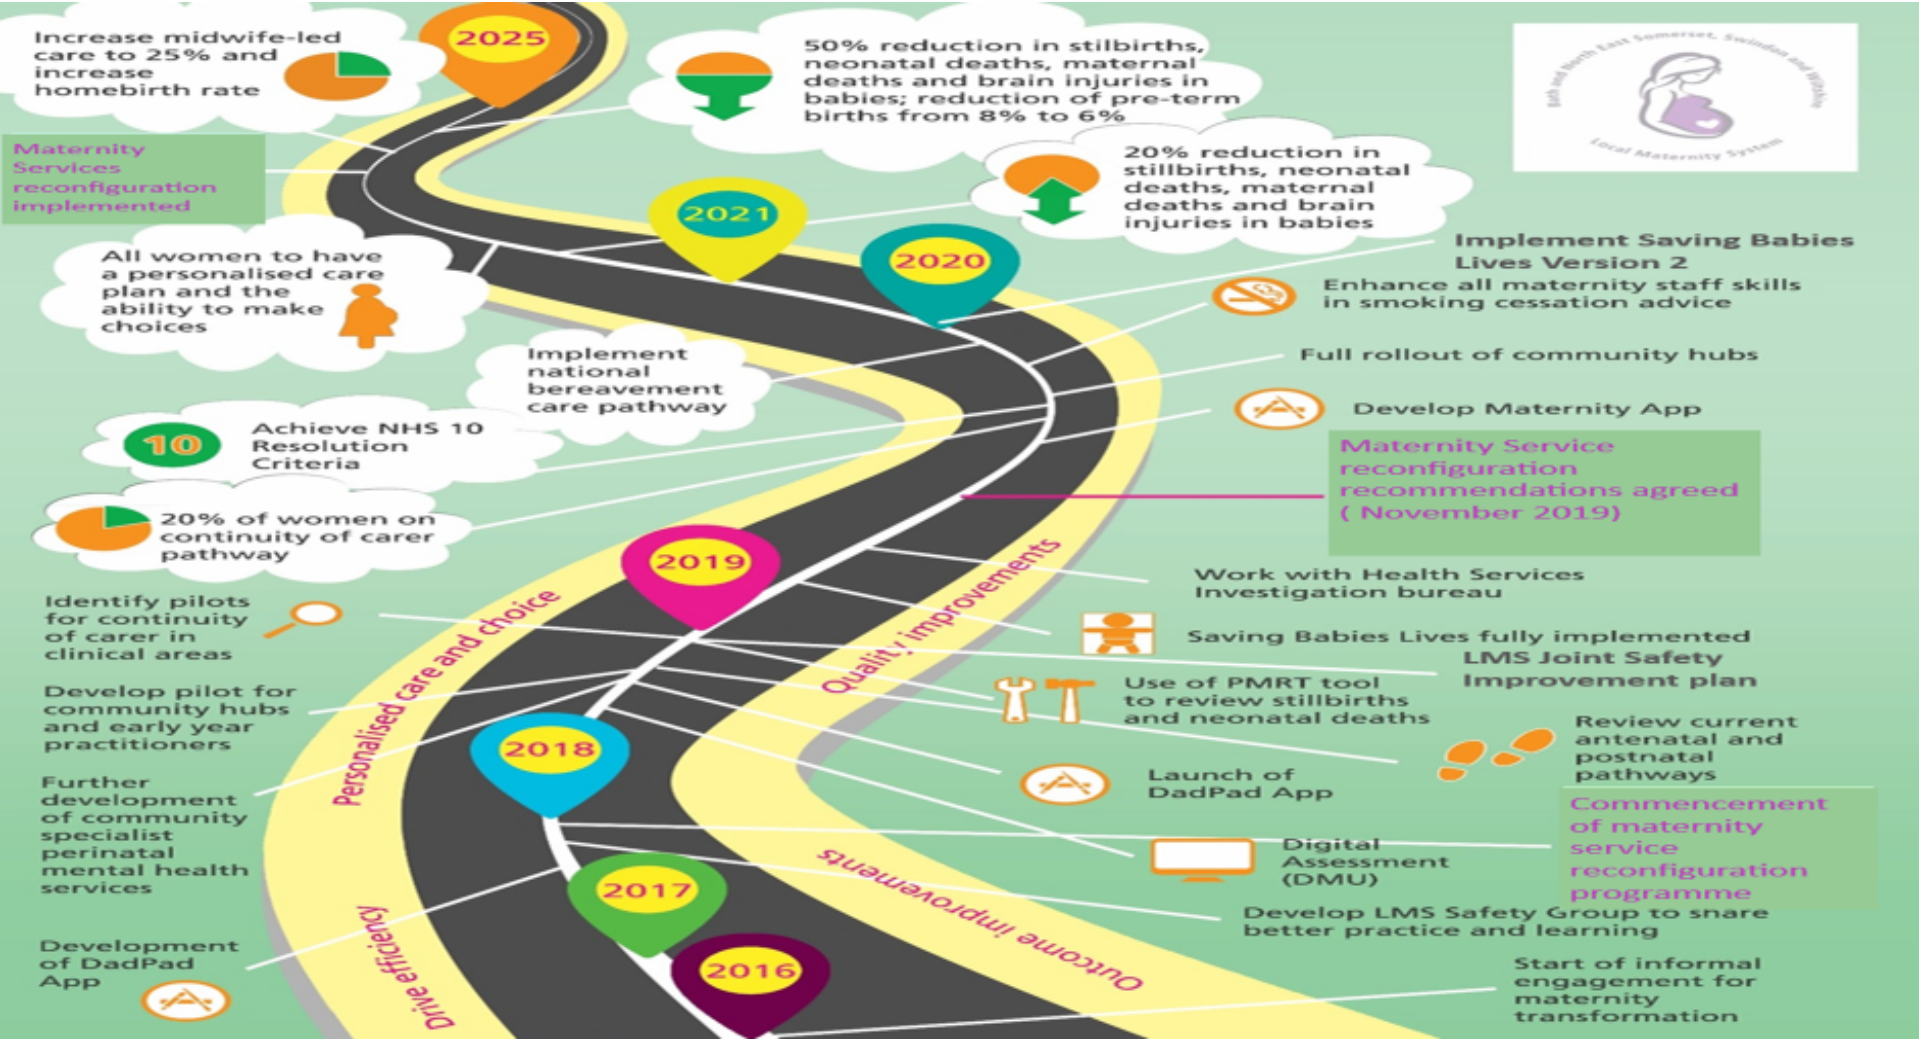 Increase midwife-led
care to 25% and
increase
homebirth rate
2025
50% reduction in stilbirths,
neonatal deaths, maternal
deaths and brain injuries in
babies; reduction of pre-term
births from 8% to 6%
Bath and North East Somerset, Swindon and Wiltshire
Local Maternity System
Maternity
Services
reconfiguration
implemented
20% reduction in
stillbirths, neonatal
deaths, maternal
deaths and brain
injuries in babies
2021
2020
Implement Saving Babies
Lives Version 2
All women to have
a personalised care
plan and the
ability to make
choices
Enhance all maternity staff skills
in smoking cessation advice
Implement
national
bereavement
care pathway
Full rollout of community hubs
Develop Maternity App
10
Achieve NHS 10
Resolution
Criteria
Maternity Service
reconfiguration
recommendations agreed
( November 2019)
20% of women on
continuity of carer
pathway
2019
Work with Health Services
Investigation bureau
Identify pilots
for continuity
of carer in
clinical areas
Personalised care and choice
Quality improvements
Saving Babies Lives fully implemented
LMS Joint Safety
Improvement plan
Develop pilot for
community hubs
and early year
practitioners
Use of PMRT tool
to review stillbirths
and neonatal deaths
Review current
antenatal and
postnatal
pathways
2018
Further
development
of community
specialist
perinatal
mental health
services
Launch of
DadPad App
Commencement
of maternity
service
reconfiguration
programme
Digital
Assessment
(DMU)
2017
Outcome improvements
Drive efficiency
Develop LMS Safety Group to share
better practice and learning
Development
of DadPad
App
2016
Start of informal
engagement for
maternity
transformation